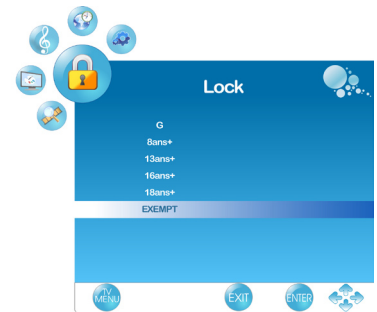 Lock
G
8ans+
13ans+
16ans+
18ans+
EXEMPT
TV
MENU
EXIT
ENTER